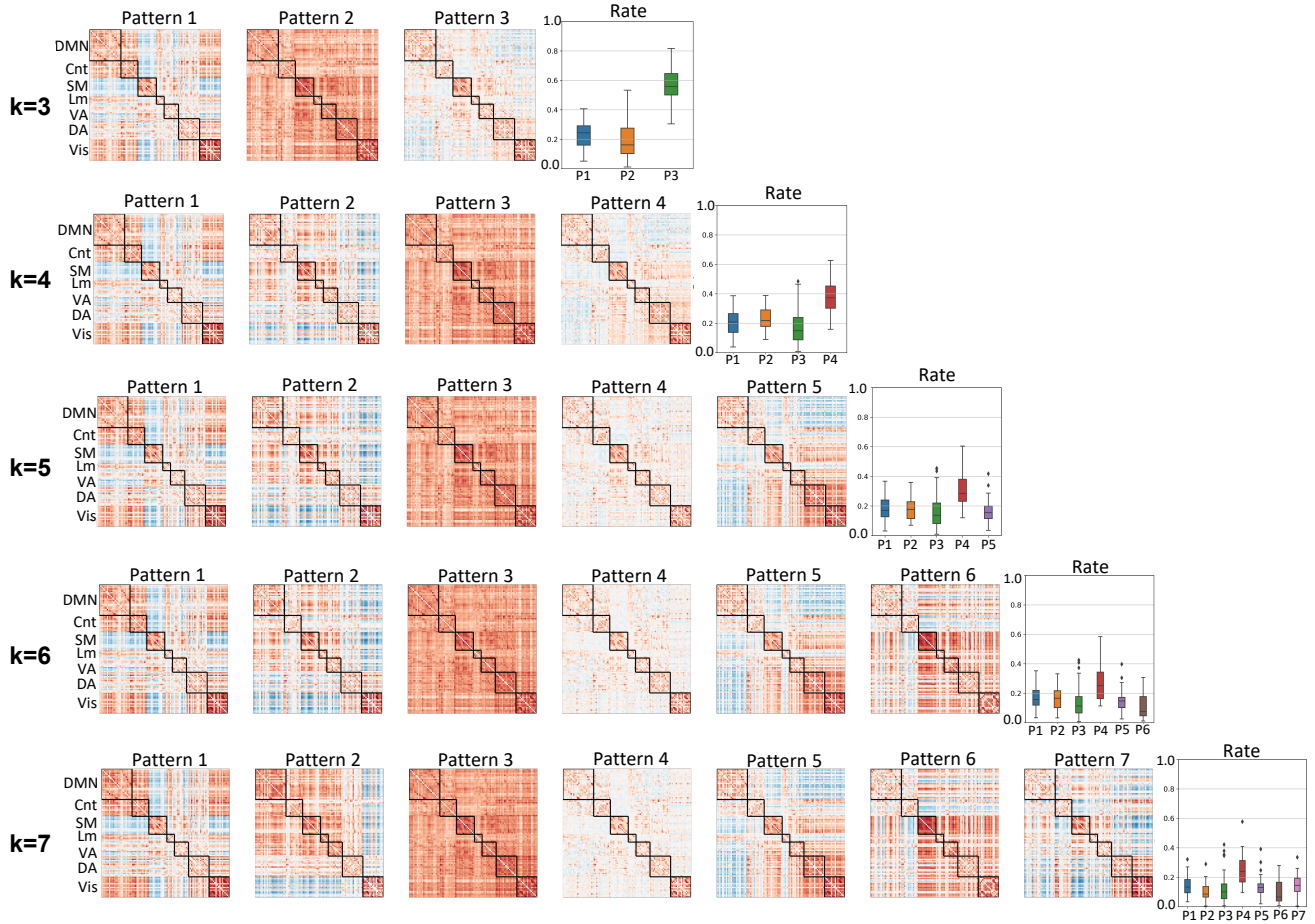 Pattern 1 Pattern 2 Pattern 3 Rate
k=3
DMN
Cnt
SM
Lm
VA
DA
Vis
1.0
0.8
0.6
0.4
0.2
0.0
P1 P2 P3
Pattern 1 Pattern 2 Pattern 3 Pattern 4 Rate
k=4
DMN
Cnt
SM
Lm
VA
DA
Vis
1.0
0.8
0.6
0.4
0.2
0.0
P1 P2 P3 P4
Pattern 1 Pattern 2 Pattern 3 Pattern 4 Pattern 5 Rate
k=5
DMN
Cnt
SM
Lm
VA
DA
Vis
1.0
0.8
0.6
0.4
0.2
0.0
P1 P2 P3 P4 P5
Pattern 1 Pattern 2 Pattern 3 Pattern 4 Pattern 5 Pattern 6 Rate
k=6
DMN
Cnt
SM
Lm
VA
DA
Vis
1.0
0.8
0.6
0.4
0.2
0.0
P1 P2 P3 P4 P5 P6
Pattern 1 Pattern 2 Pattern 3 Pattern 4 Pattern 5 Pattern 6 Pattern 7 Rate
k=7
DMN
Cnt
SM
Lm
VA
DA
Vis
1.0
0.8
0.6
0.4
0.2
0.0
P1 P2 P3 P4 P5 P6 P7